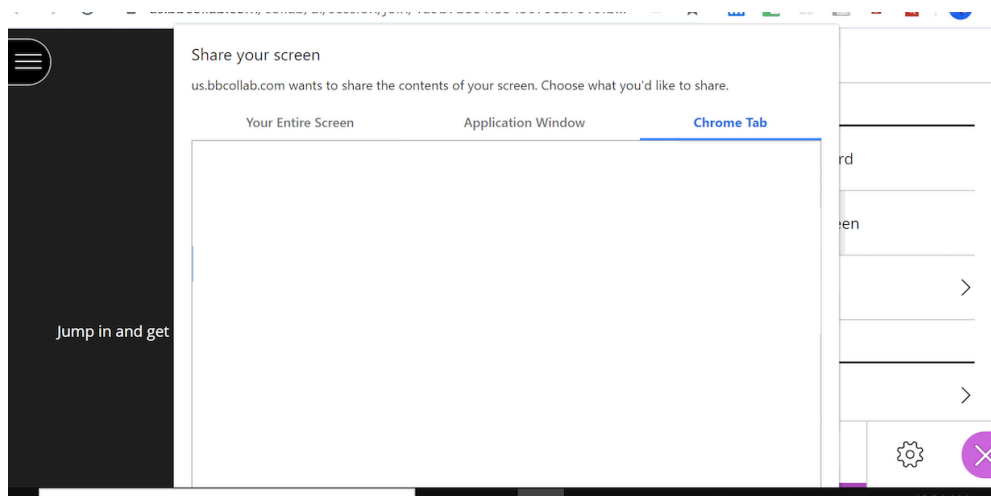 Share your screen
us.bbcollab.com wants to share the contents of your screen. Choose what you'd like to share.
Your Entire Screen Application Window Chrome Tab
rd
een
Jump in and get